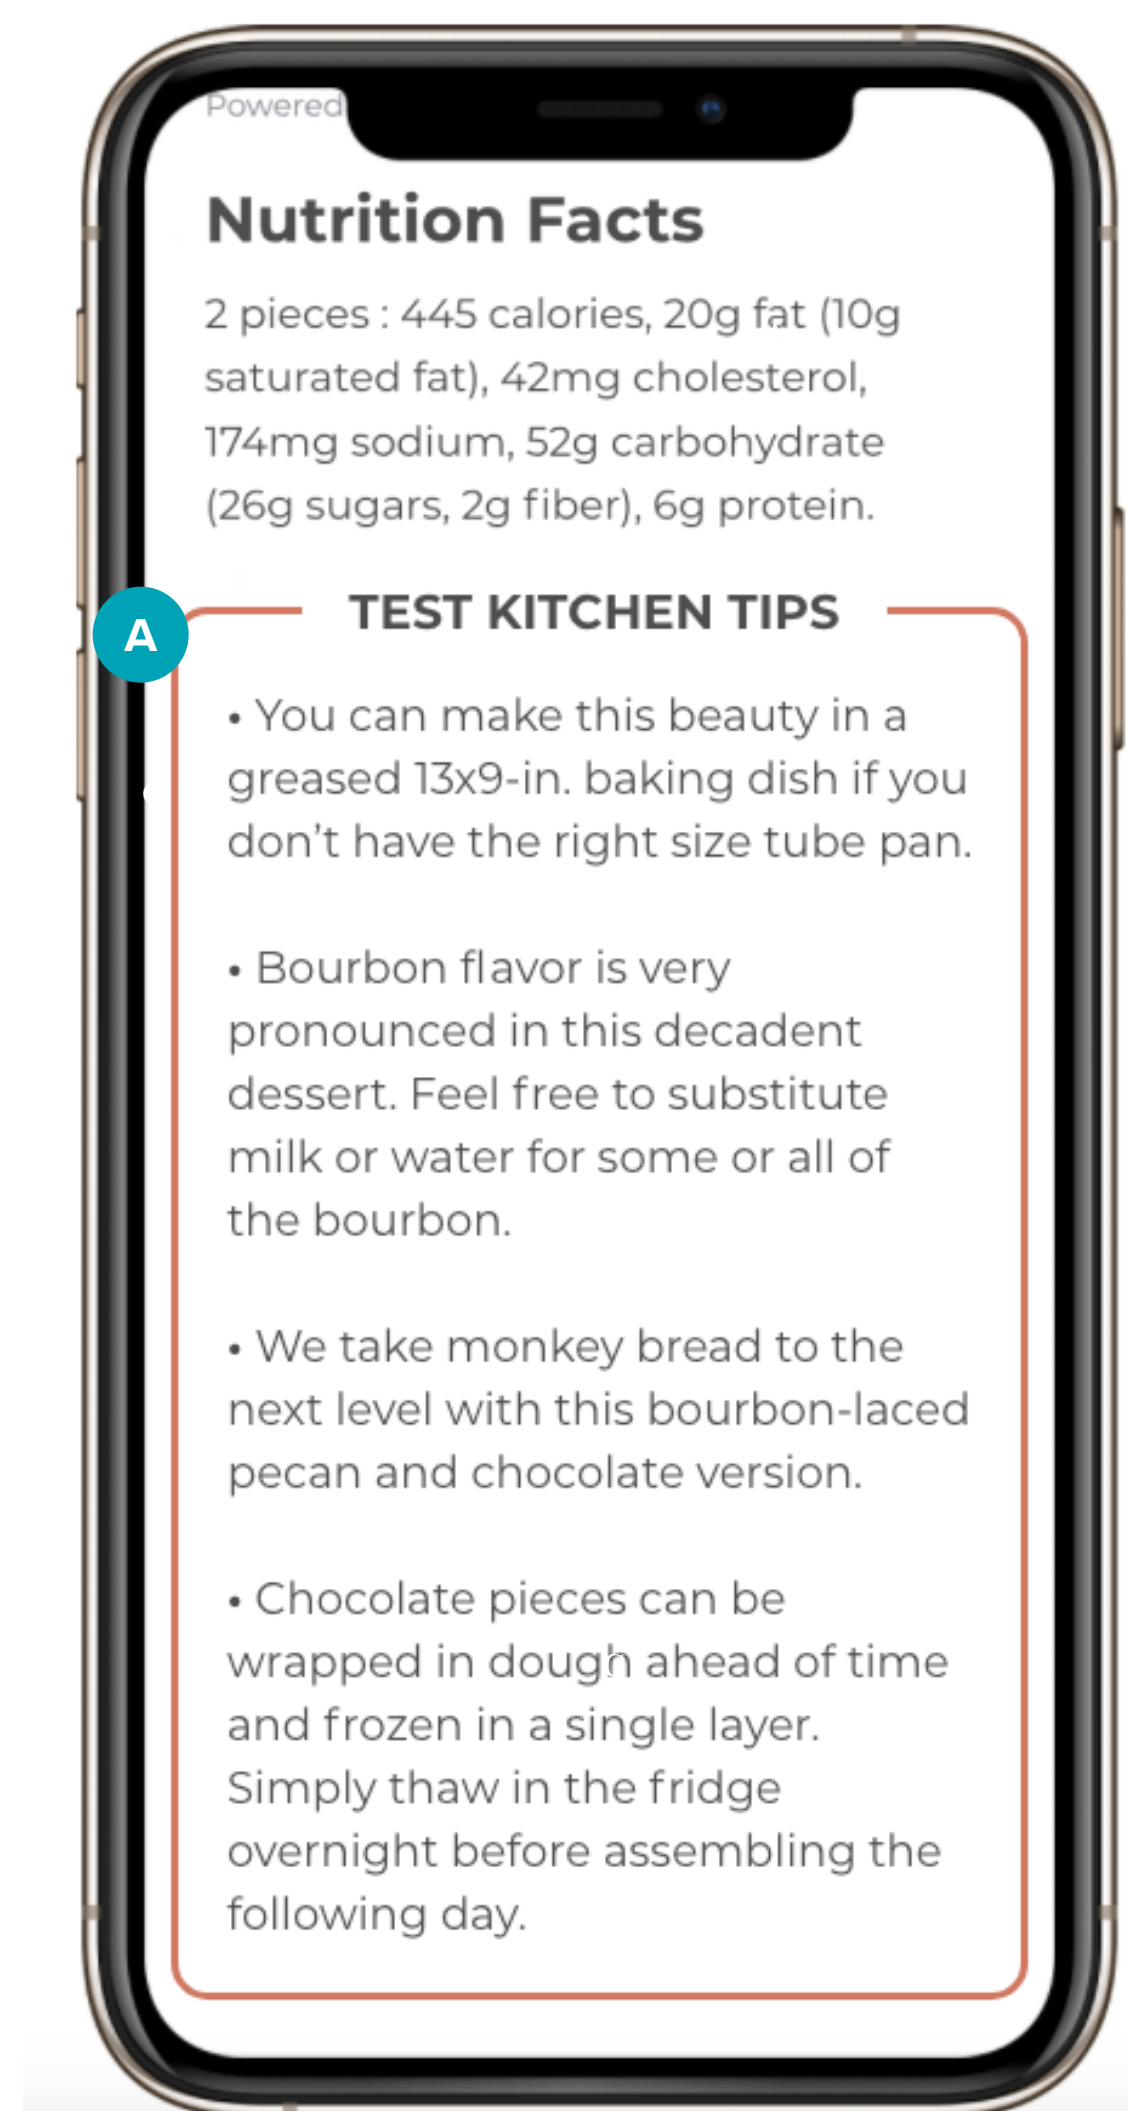 Powered
Nutrition Facts
2 pieces : 445 calories, 20g fat (10g
saturated fat), 42mg cholesterol,
174mg sodium, 52g carbohydrate
(26g sugars, 2g fiber), 6g protein.
A
TEST KITCHEN TIPS
• You can make this beauty in a
greased 13x9-in. baking dish if you
don’t have the right size tube pan.
• Bourbon flavor is very
pronounced in this decadent
dessert. Feel free to substitute
milk or water for some or all of
the bourbon.
• We take monkey bread to the
next level with this bourbon-laced
pecan and chocolate version.
• Chocolate pieces can be
wrapped in dough ahead of time
and frozen in a single layer.
Simply thaw in the fridge
overnight before assembling the
following day.